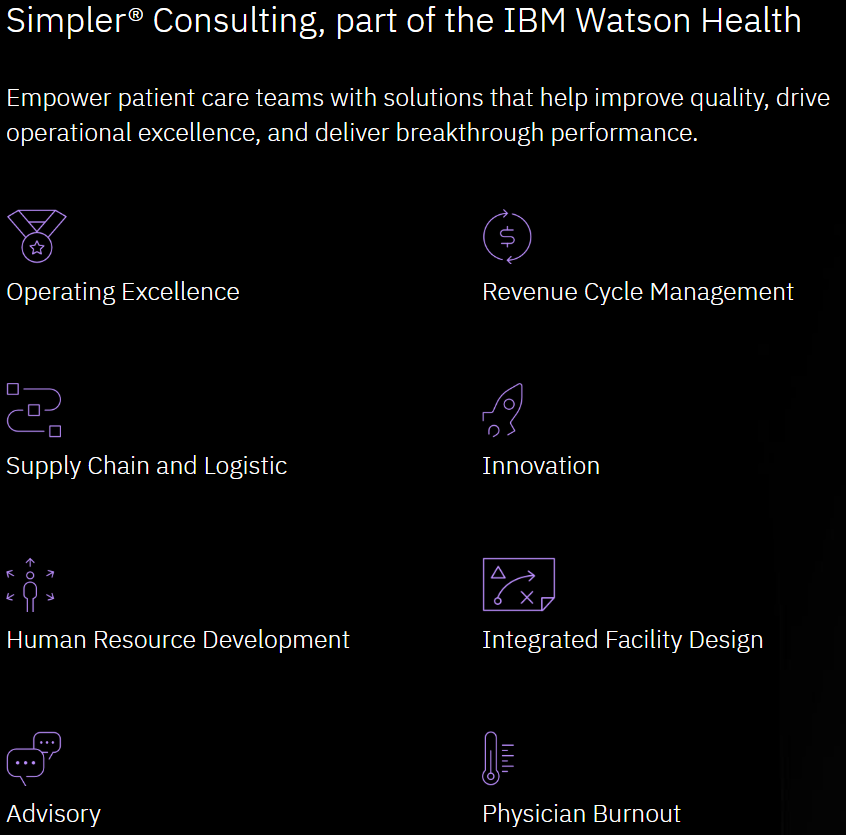 Simpler® Consulting, part of the IBM Watson Health
Empower patient care teams with solutions that help improve quality, drive
operational excellence, and deliver breakthrough performance.
Operating Excellence
Revenue Cycle Management
Supply Chain and Logistic
Innovation
Human Resource Development
Integrated Facility Design
Advisory
Physician Burnout